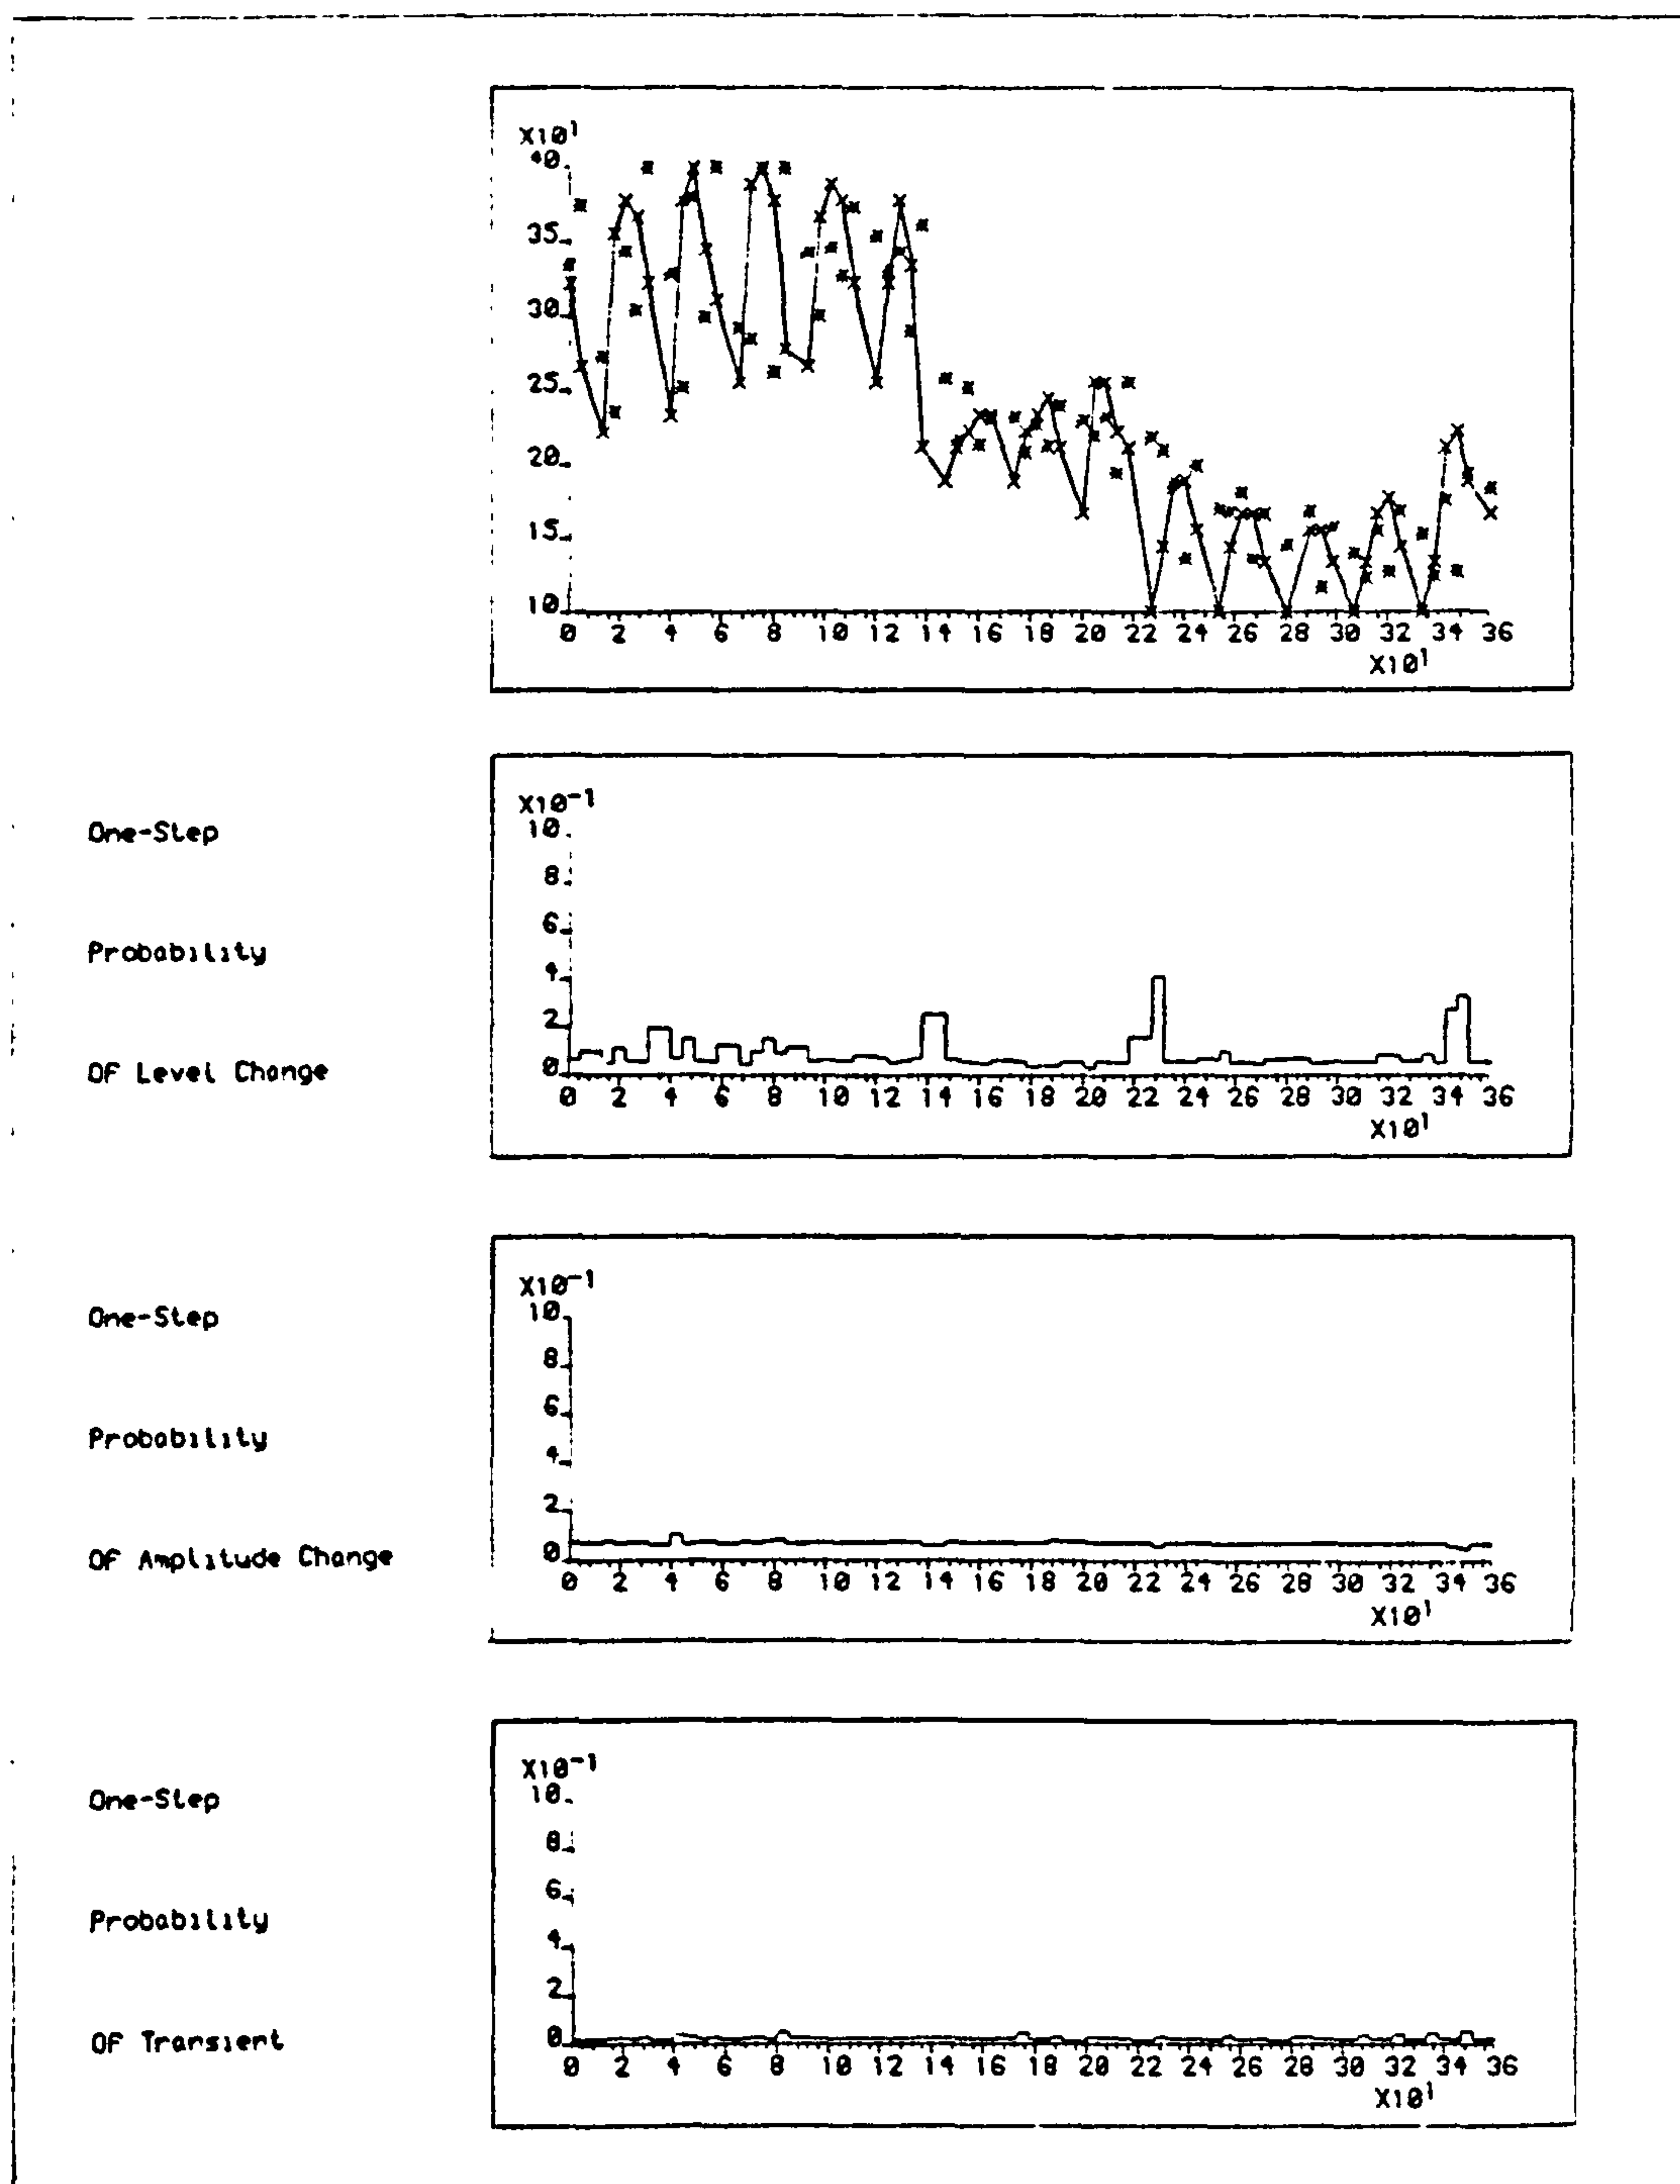 X10¹
40
35
30
25
20
15
10
0 2 4 6 8 10 12 14 16 18 20 22 24 26 28 30 32 34 36
X10¹
One-Step
Probability
Of Level Change
X10⁻¹
10
8
6
4
2
0
0 2 4 6 8 10 12 14 16 18 20 22 24 26 28 30 32 34 36
X10¹
One-Step
Probability
Of Amplitude Change
X10⁻¹
10
8
6
4
2
0
0 2 4 6 8 10 12 14 16 18 20 22 24 26 28 30 32 34 36
X10¹
One-Step
Probability
Of Transient
X10⁻¹
10
8
6
4
2
0
0 2 4 6 8 10 12 14 16 18 20 22 24 26 28 30 32 34 36
X10¹